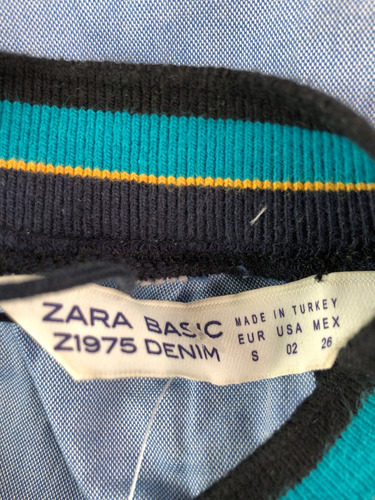 ZARA BASIC
Z1975 DENIM
MADE IN TURKEY
EUR USA MEX
S 02 26